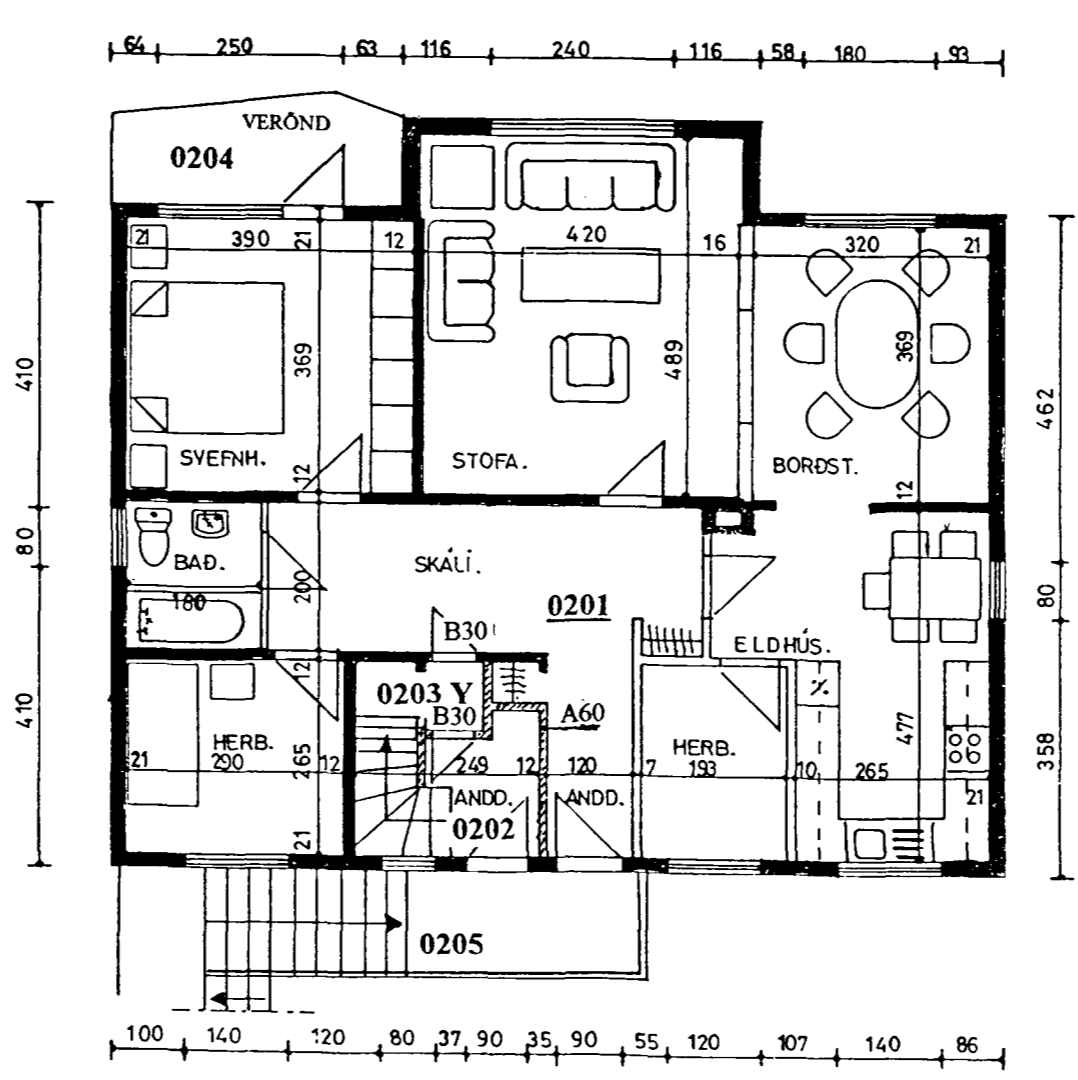 64 250 63 116 240 116 58 180 93
VERÖND
0204
21 390 21 12 420 16 320 21
410 369 489 369 462
SVEFNH. 12 STOFA. BORÐST. 12
80 BAÐ. SKÁLI. 80
180 200 0201
B30
12 ELDHÚS.
0203 Y
B30 A60
410 HERB. HERB. 477 358
21 290 265 12 249 12 120 7 193 10 265
ANDD. ANDD. 21
0202
21
0205
100 140 120 80 37 90 35 90 55 120 107 140 86